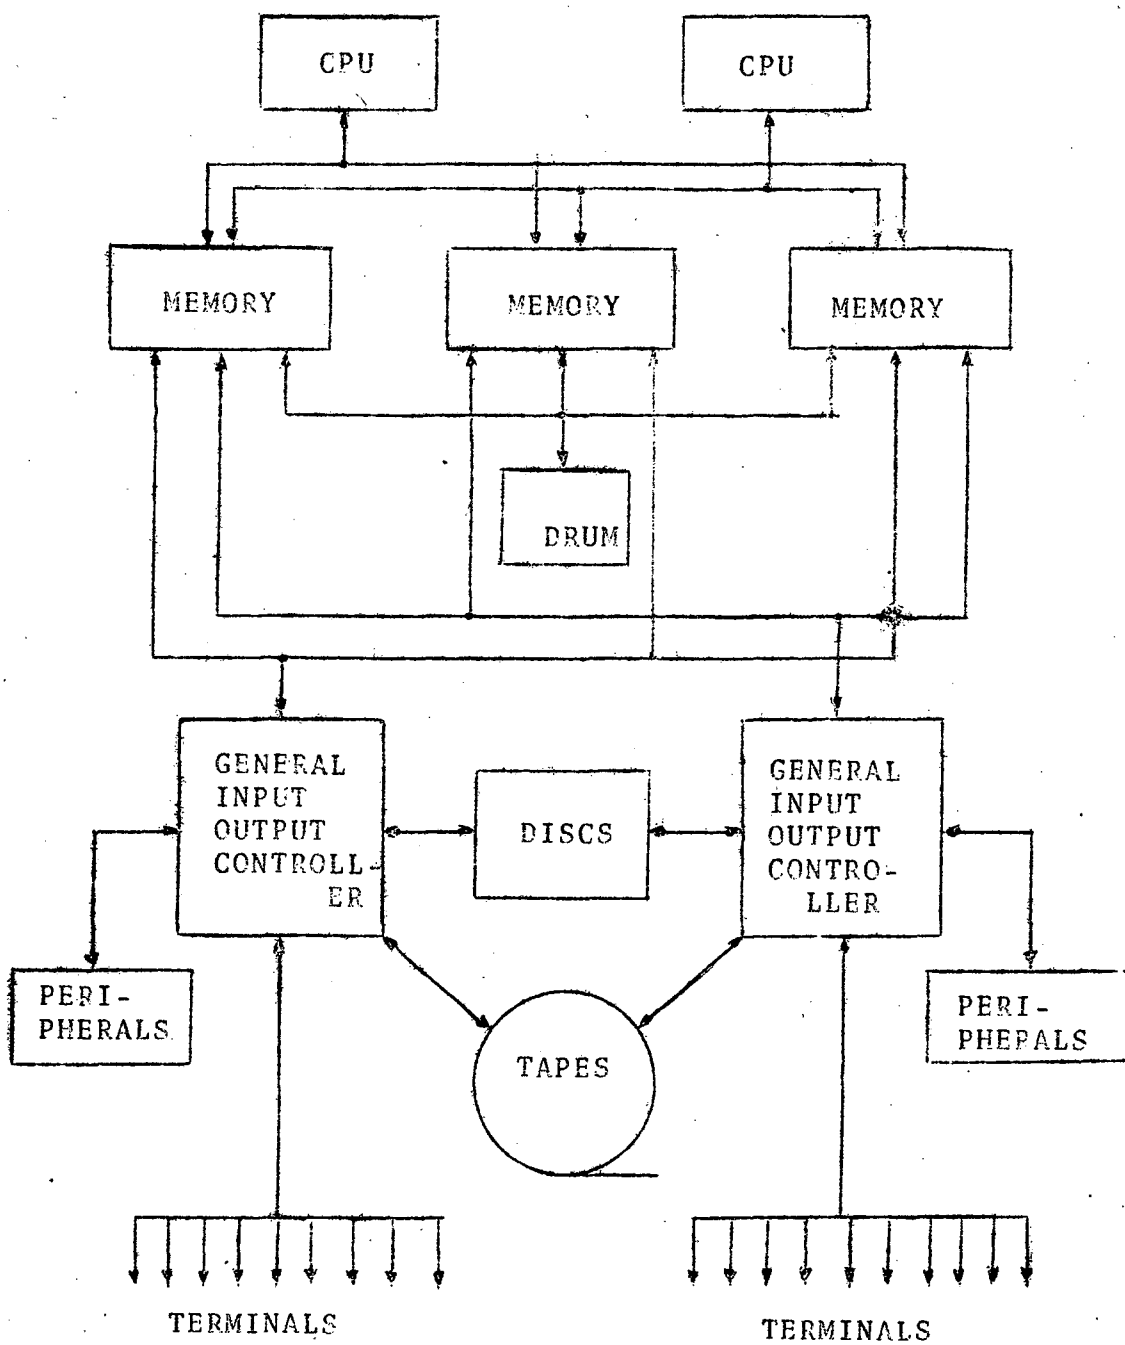 CPU
CPU
MEMORY
MEMORY
MEMORY
DRUM
GENERAL
INPUT
OUTPUT
CONTROLL-
ER
DISCS
GENERAL
INPUT
OUTPUT
CONTRO-
LLER
PERI-
PHERALS
TAPES
PERI-
PHERALS
TERMINALS
TERMINALS